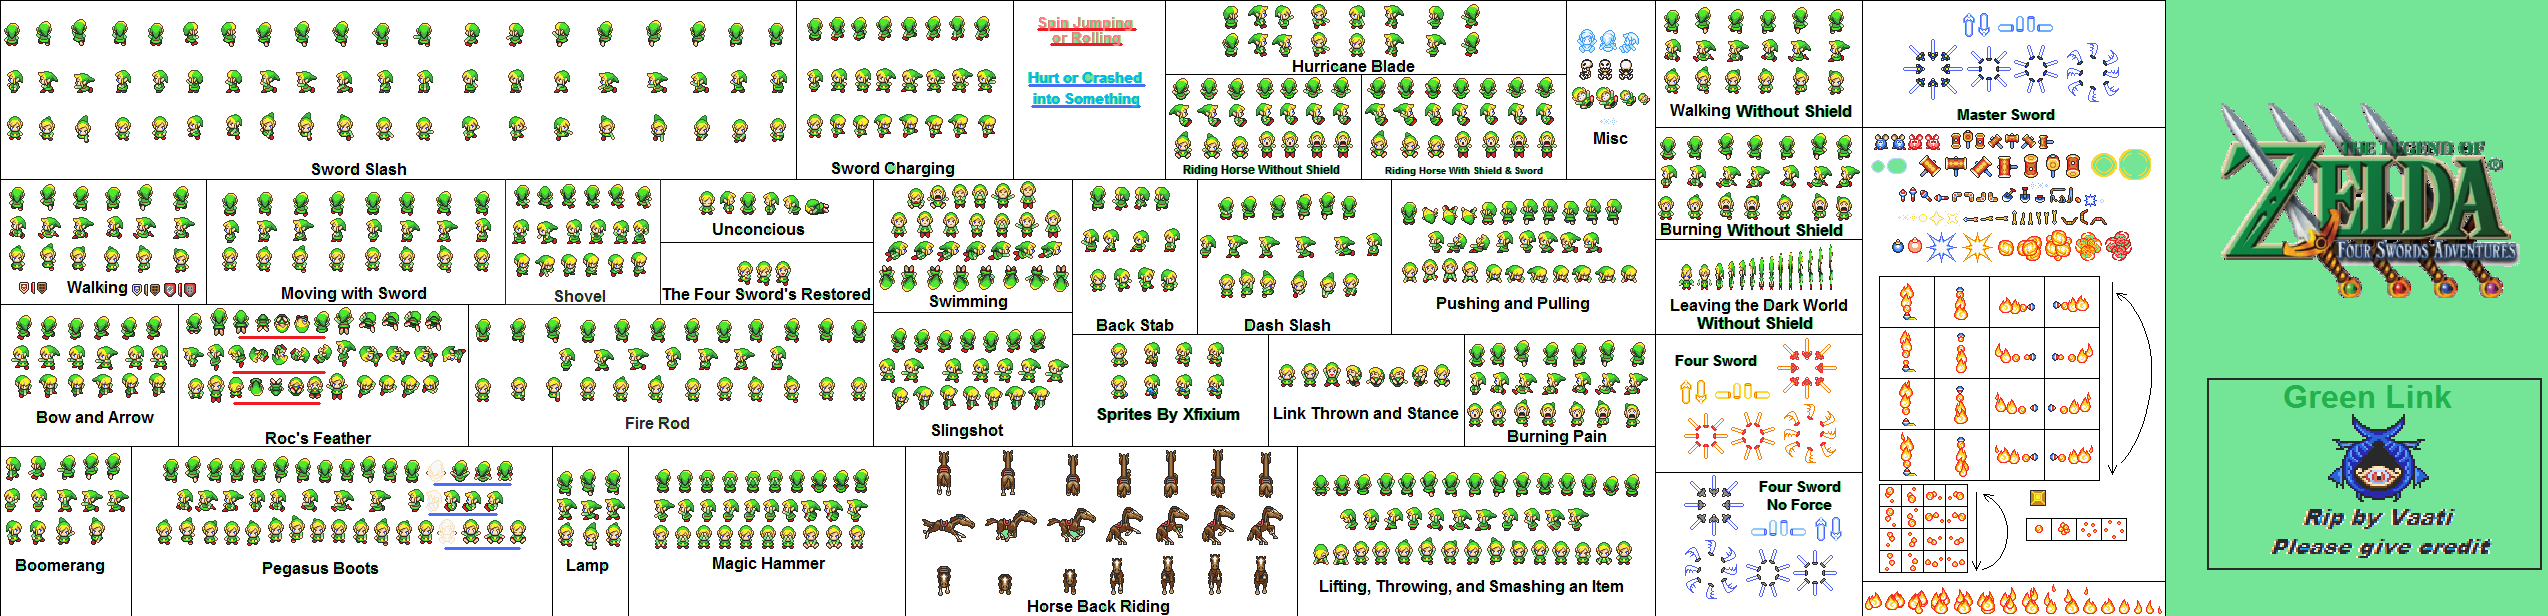 Sword Slash
Sword Charging
Spin Jumping
or Rolling
Hurt or Crashed
into Something
Hurricane Blade
Riding Horse Without Shield
Riding Horse With Shield & Sword
Misc
Walking Without Shield
Master Sword
Walking
Moving with Sword
Shovel
Unconcious
The Four Sword's Restored
Swimming
Back Stab
Dash Slash
Pushing and Pulling
Burning Without Shield
Leaving the Dark World
Without Shield
Bow and Arrow
Roc's Feather
Fire Rod
Slingshot
Sprites By Xfixium
Link Thrown and Stance
Burning Pain
Four Sword
Four Sword
No Force
Boomerang
Pegasus Boots
Lamp
Magic Hammer
Horse Back Riding
Lifting, Throwing, and Smashing an Item
THE LEGEND OF
ZELDA®
FOUR SWORDS ADVENTURES
Green Link
Rip by Vaati
Please give credit